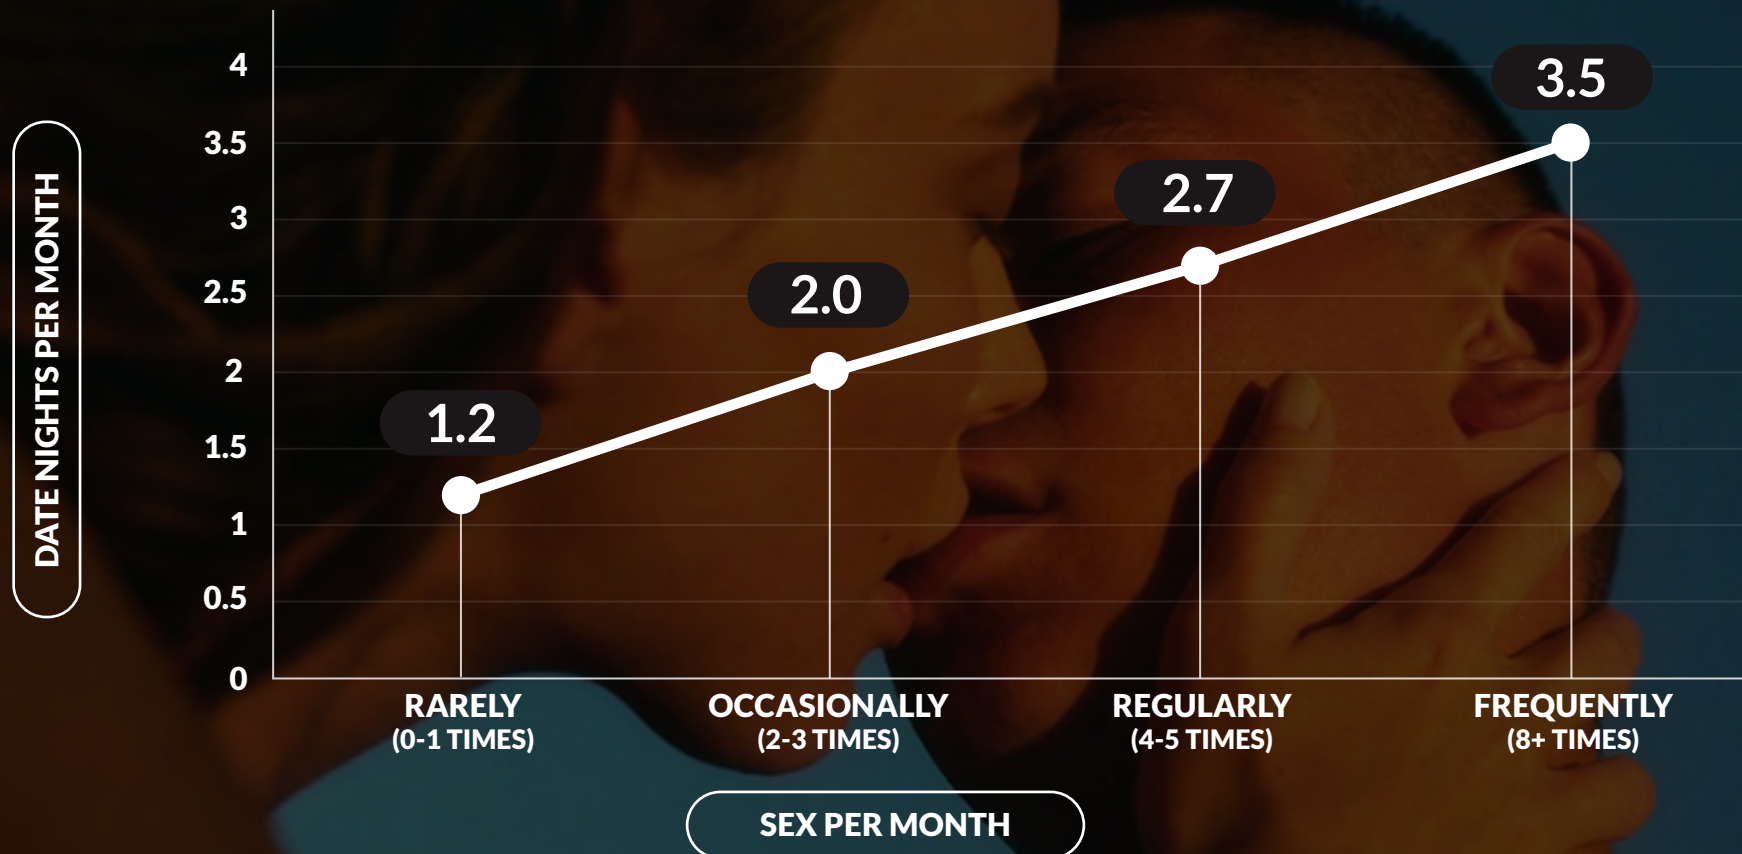 DATE NIGHTS PER MONTH
4
3.5
3
2.5
2
1.5
1
0.5
0
1.2
2.0
2.7
3.5
RARELY
(0-1 TIMES)
OCCASIONALLY
(2-3 TIMES)
REGULARLY
(4-5 TIMES)
FREQUENTLY
(8+ TIMES)
SEX PER MONTH